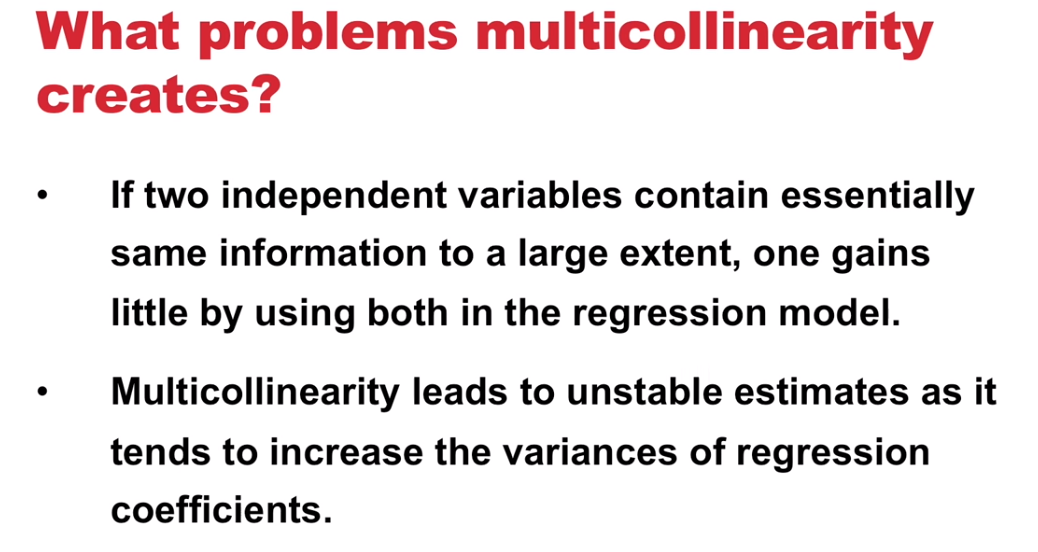 What problems multicollinearity
creates?
• If two independent variables contain essentially
same information to a large extent, one gains
little by using both in the regression model.
• Multicollinearity leads to unstable estimates as it
tends to increase the variances of regression
coefficients.